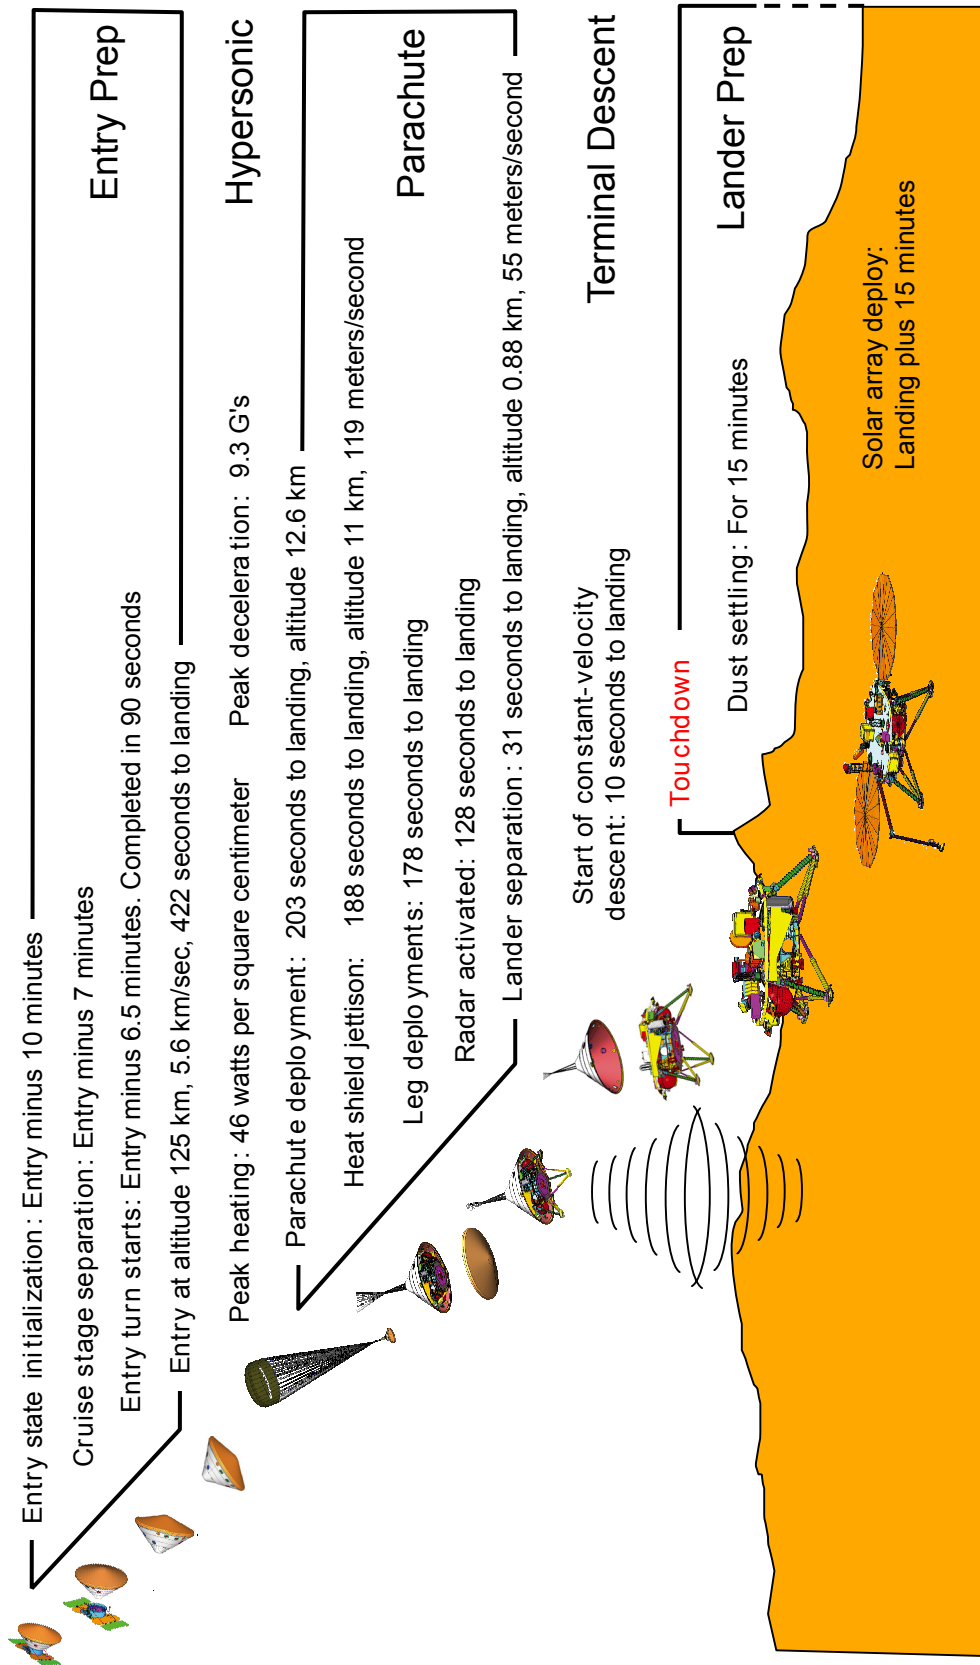 Entry state initialization: Entry minus 10 minutes
Cruise stage separation: Entry minus 7 minutes
Entry turn starts: Entry minus 6.5 minutes. Completed in 90 seconds
Entry at altitude 125 km, 5.6 km/sec, 422 seconds to landing
Entry Prep
Peak heating: 46 watts per square centimeter Peak deceleration: 9.3 G's
Hypersonic
Parachute deployment: 203 seconds to landing, altitude 12.6 km
Heat shield jettison: 188 seconds to landing, altitude 11 km, 119 meters/second
Leg deployments: 178 seconds to landing
Radar activated: 128 seconds to landing
Lander separation: 31 seconds to landing, altitude 0.88 km, 55 meters/second
Parachute
Start of constant-velocity
descent: 10 seconds to landing
Terminal Descent
Touchdown
Dust settling: For 15 minutes
Lander Prep
Solar array deploy:
Landing plus 15 minutes